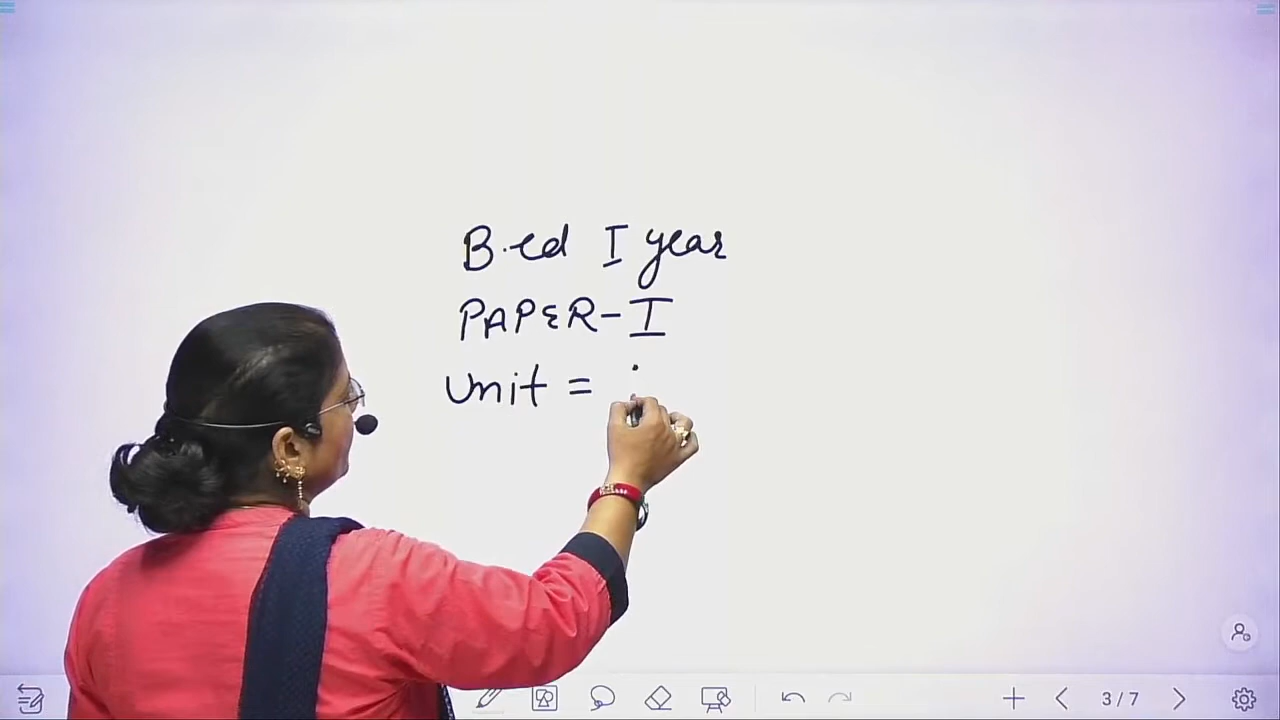 B.ed I year
PAPER-I
Unit = i
3/7